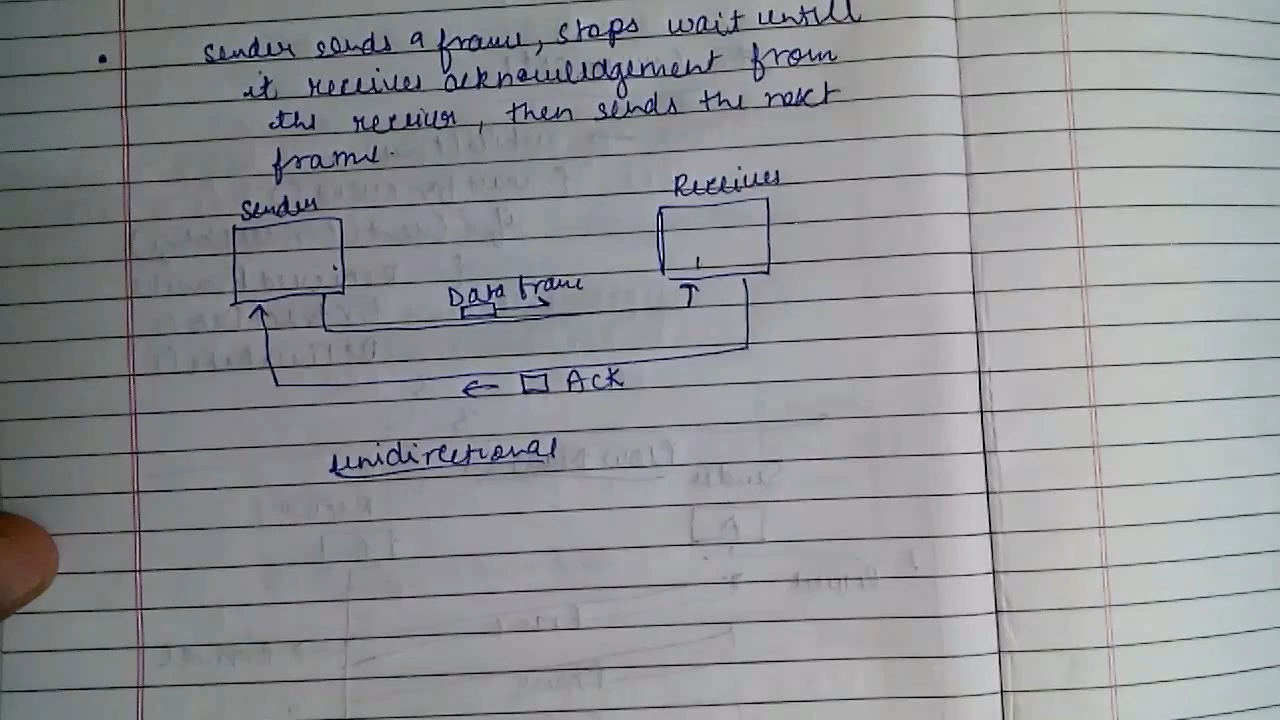 sender sends a frame, stops wait untill
it receives acknowledgement from
the receiver, then sends the next
frame.
Sender
Receiver
Data frame
ACK
Unidirectional